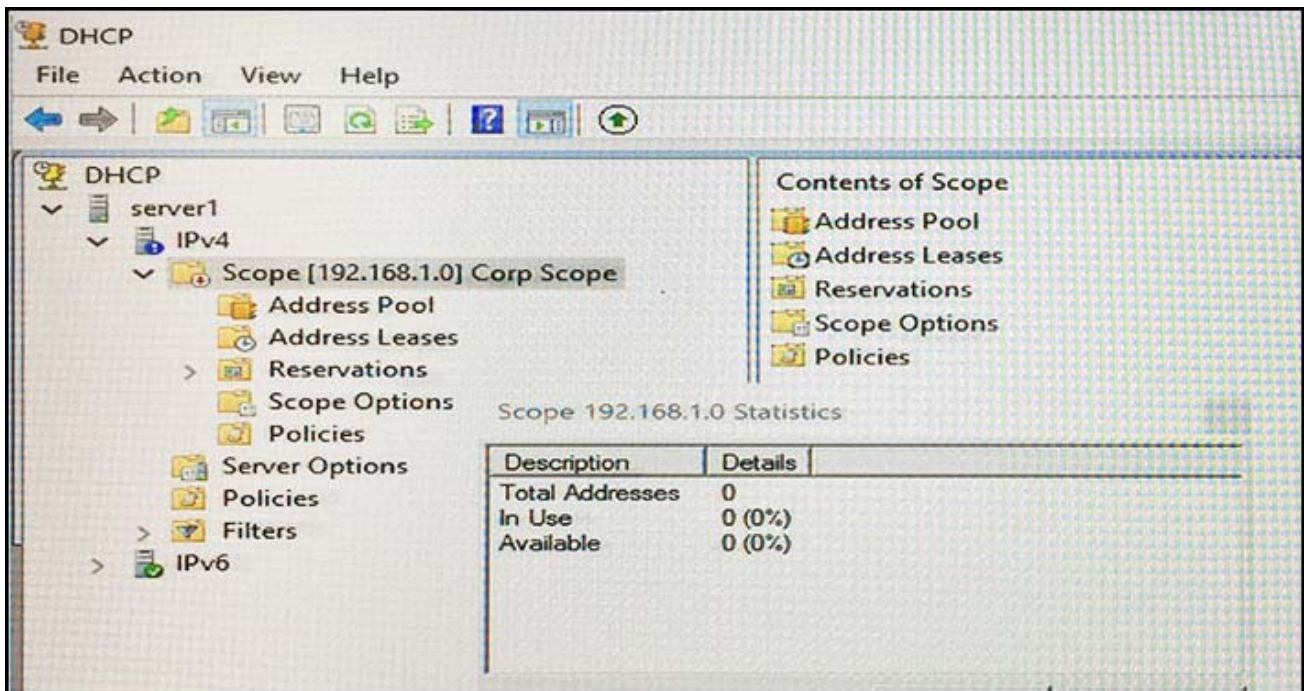 DHCP
File Action View Help
DHCP
server1
IPv4
Scope [192.168.1.0] Corp Scope
Address Pool
Address Leases
Reservations
Scope Options
Policies
Server Options
Policies
Filters
IPv6
Contents of Scope
Address Pool
Address Leases
Reservations
Scope Options
Policies
Scope 192.168.1.0 Statistics
Description Details
Total Addresses 0
In Use 0 (0%)
Available 0 (0%)